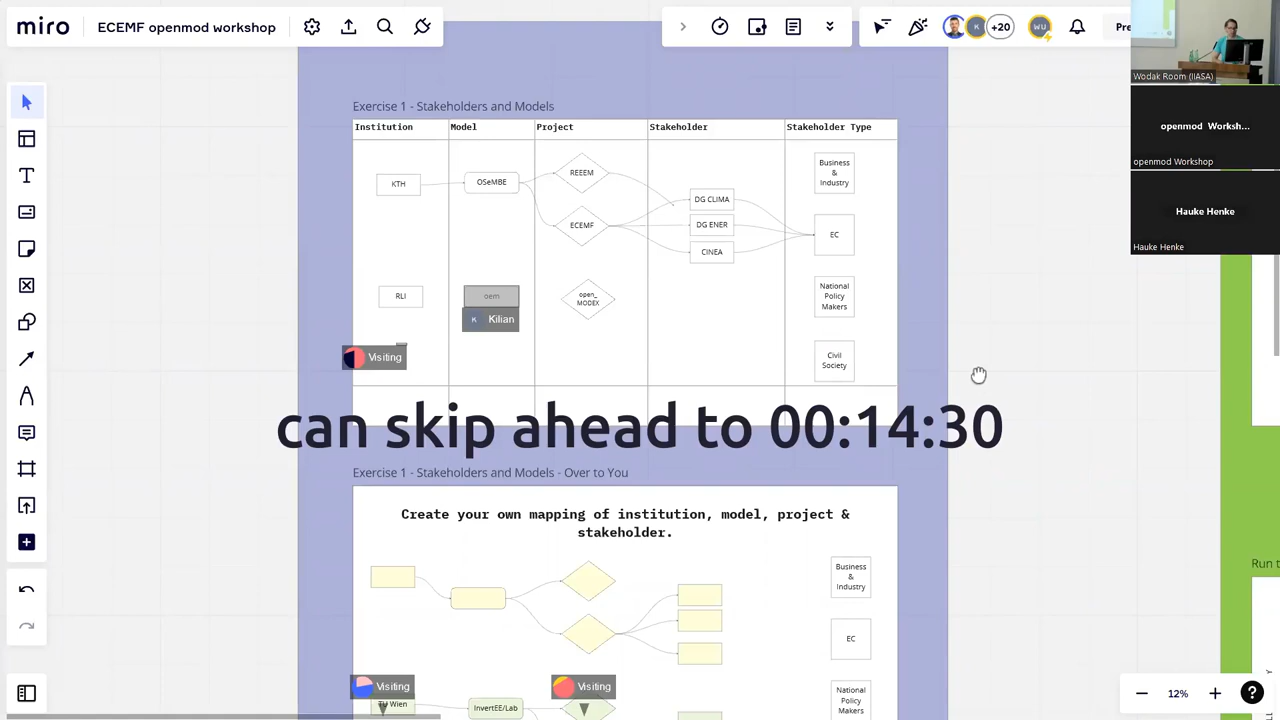 miro
ECEMF openmod workshop
K
+20
WU
Pre
Wodak Room (IIASA)
openmod Worksh...
openmod Workshop
Hauke Henke
Hauke Henke
Exercise 1 - Stakeholders and Models
Institution
Model
Project
Stakeholder
Stakeholder Type
KTH
OSeMBE
REEEM
ECEMF
DG CLIMA
DG ENER
CINEA
Business
&
Industry
EC
RLI
oem
K Kilian
open_
MODEX
National
Policy
Makers
Visiting
Civil
Society
can skip ahead to 00:14:30
Exercise 1 - Stakeholders and Models - Over to You
Create your own mapping of institution, model, project &
stakeholder.
Business
&
Industry
EC
Run t
Visiting
Visiting
TU Wien
InvertEE/Lab
National
Policy
Makers
12%